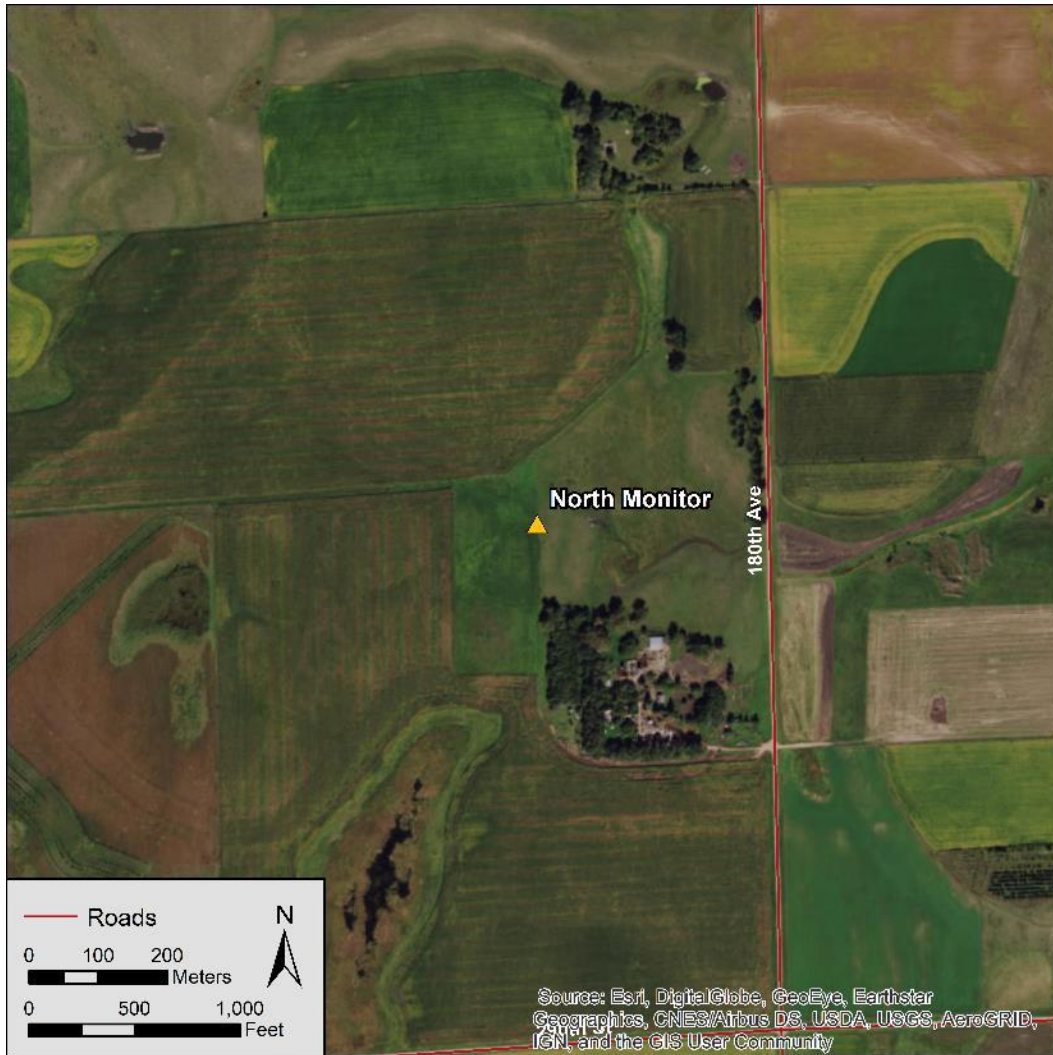 North Monitor
180th Ave
Roads
N
0 100 200
Meters
0 500 1,000
Feet
Source: Esri, DigitalGlobe, GeoEye, Earthstar
Geographics, CNES/Airbus DS, USDA, USGS, AeroGRID,
IGN, and the GIS User Community